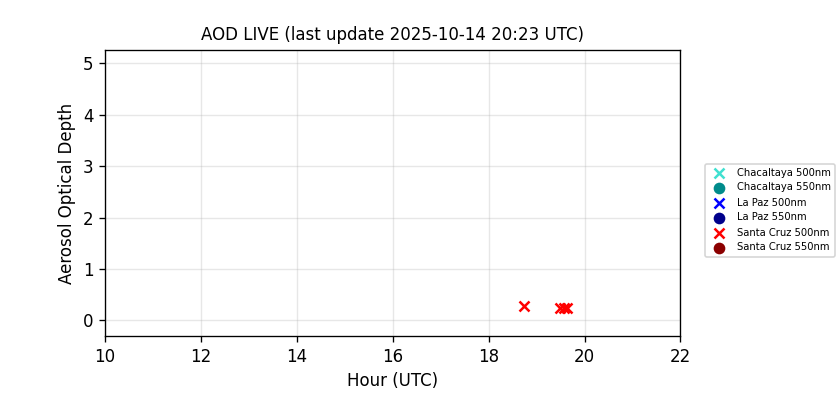 AOD LIVE (last update 2025-10-14 20:23 UTC)
5
4
3
2
1
0
Aerosol Optical Depth
10 12 14 16 18 20 22
Hour (UTC)
Chacaltaya 500nm
Chacaltaya 550nm
La Paz 500nm
La Paz 550nm
Santa Cruz 500nm
Santa Cruz 550nm